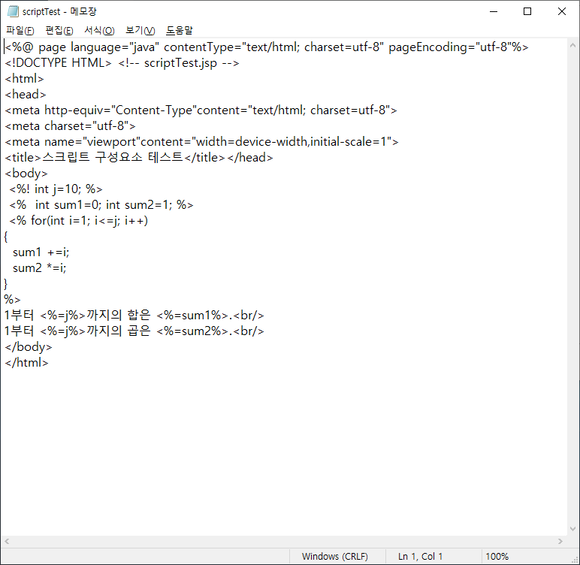 scriptTest - 메모장
파일(F) 편집(E) 서식(O) 보기(V) 도움말
<%@ page language="java" contentType="text/html; charset=utf-8" pageEncoding="utf-8"%>
<!DOCTYPE HTML> <!-- scriptTest.jsp -->
<html>
<head>
<meta http-equiv="Content-Type"content="text/html; charset=utf-8">
<meta charset="utf-8">
<meta name="viewport"content="width=device-width,initial-scale=1">
<title>스크립트 구성요소 테스트</title></head>
<body>
<%! int j=10; %>
<%  int sum1=0; int sum2=1; %>
<% for(int i=1; i<=j; i++)
{
sum1 +=i;
sum2 *=i;
}
%>
1부터 <%=j%>까지의 합은 <%=sum1%>.<br/>
1부터 <%=j%>까지의 곱은 <%=sum2%>.<br/>
</body>
</html>
Windows (CRLF) Ln 1, Col 1 100%